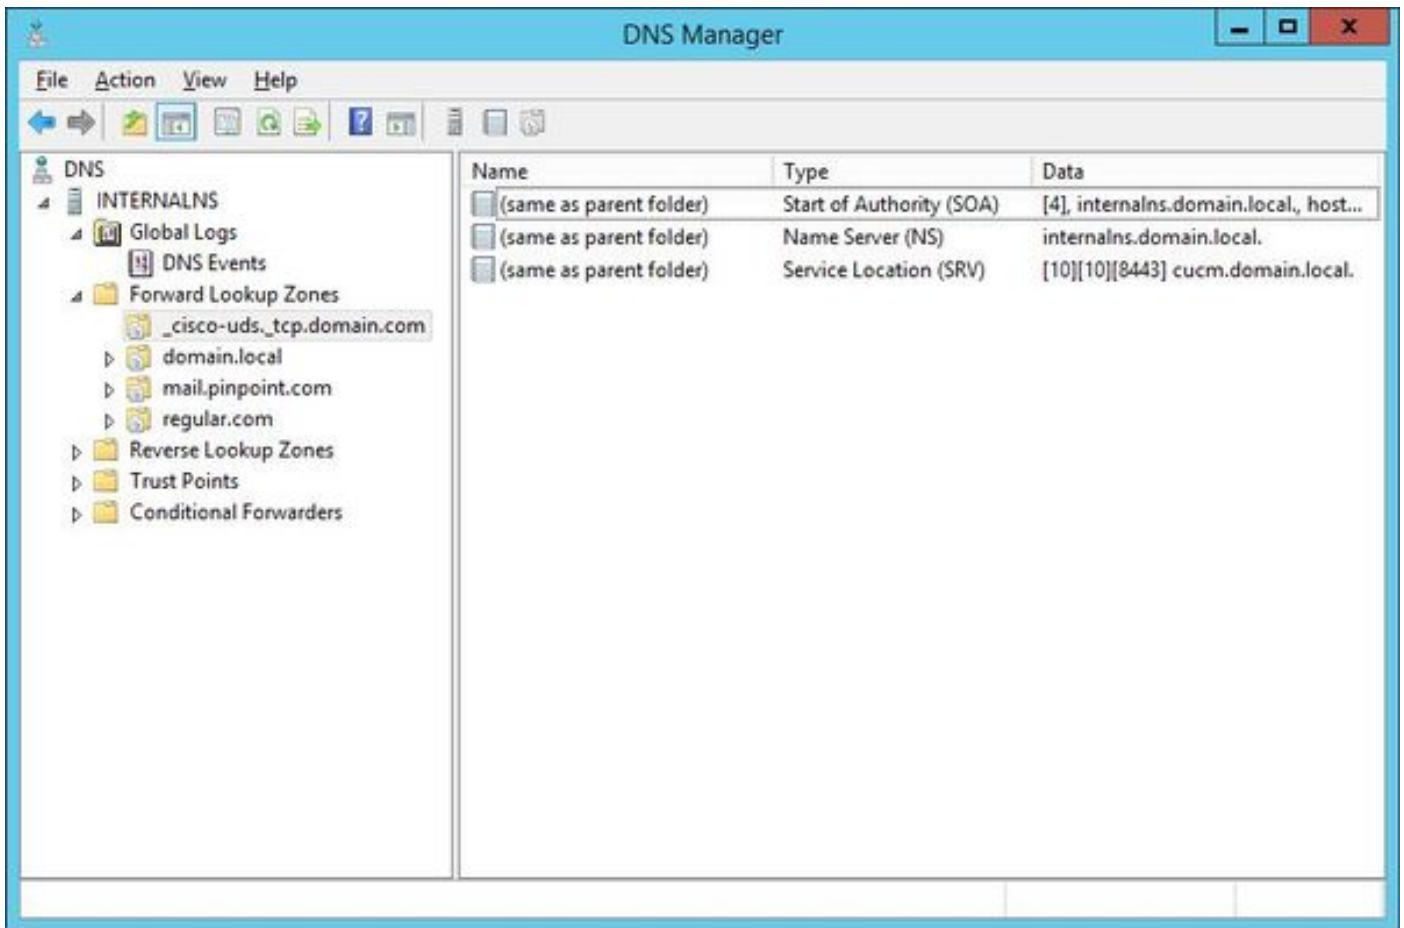 DNS Manager
File Action View Help
DNS
INTERNALNS
Global Logs
DNS Events
Forward Lookup Zones
_cisco-uds._tcp.domain.com
domain.local
mail.pinpoint.com
regular.com
Reverse Lookup Zones
Trust Points
Conditional Forwarders
Name Type Data
(same as parent folder) Start of Authority (SOA) [4], internalns.domain.local., host...
(same as parent folder) Name Server (NS) internalns.domain.local.
(same as parent folder) Service Location (SRV) [10][10][8443] cucm.domain.local.